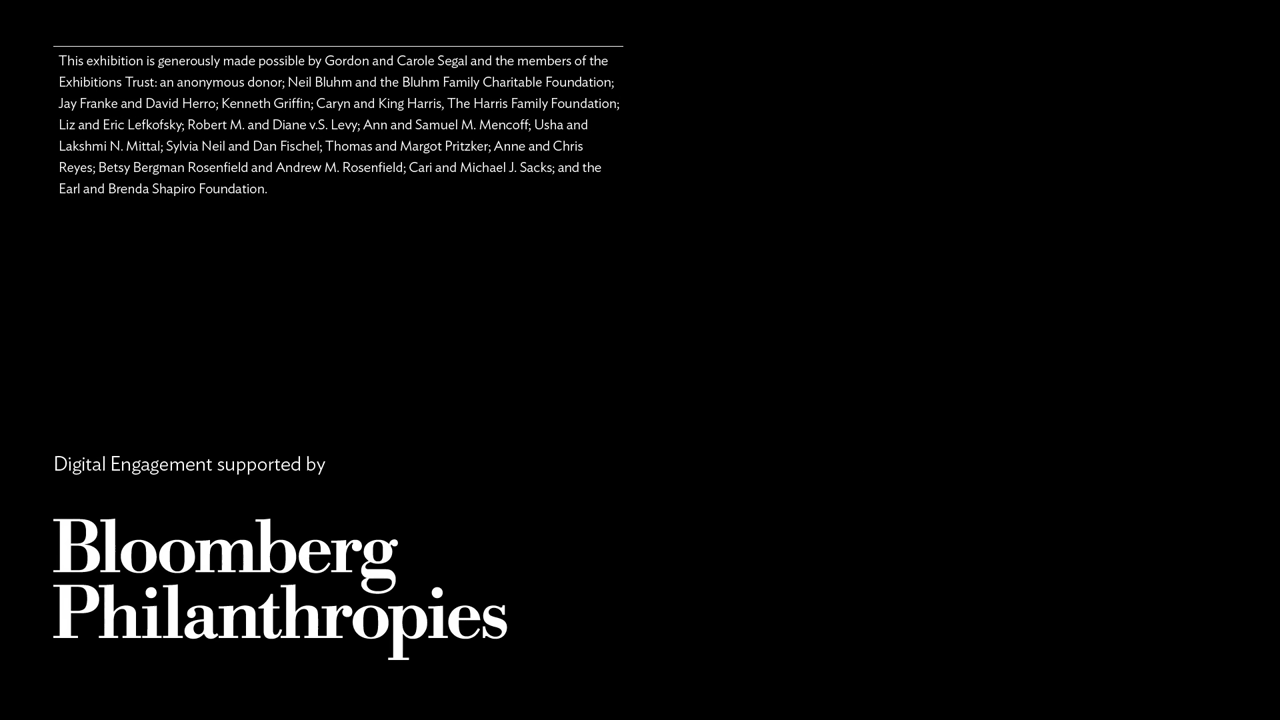 This exhibition is generously made possible by Gordon and Carole Segal and the members of the
Exhibitions Trust: an anonymous donor; Neil Bluhm and the Bluhm Family Charitable Foundation;
Jay Franke and David Herro; Kenneth Griffin; Caryn and King Harris, The Harris Family Foundation;
Liz and Eric Lefkofsky; Robert M. and Diane v.S. Levy; Ann and Samuel M. Mencoff; Usha and
Lakshmi N. Mittal; Sylvia Neil and Dan Fischel; Thomas and Margot Pritzker; Anne and Chris
Reyes; Betsy Bergman Rosenfield and Andrew M. Rosenfield; Cari and Michael J. Sacks; and the
Earl and Brenda Shapiro Foundation.
Digital Engagement supported by
Bloomberg
Philanthropies